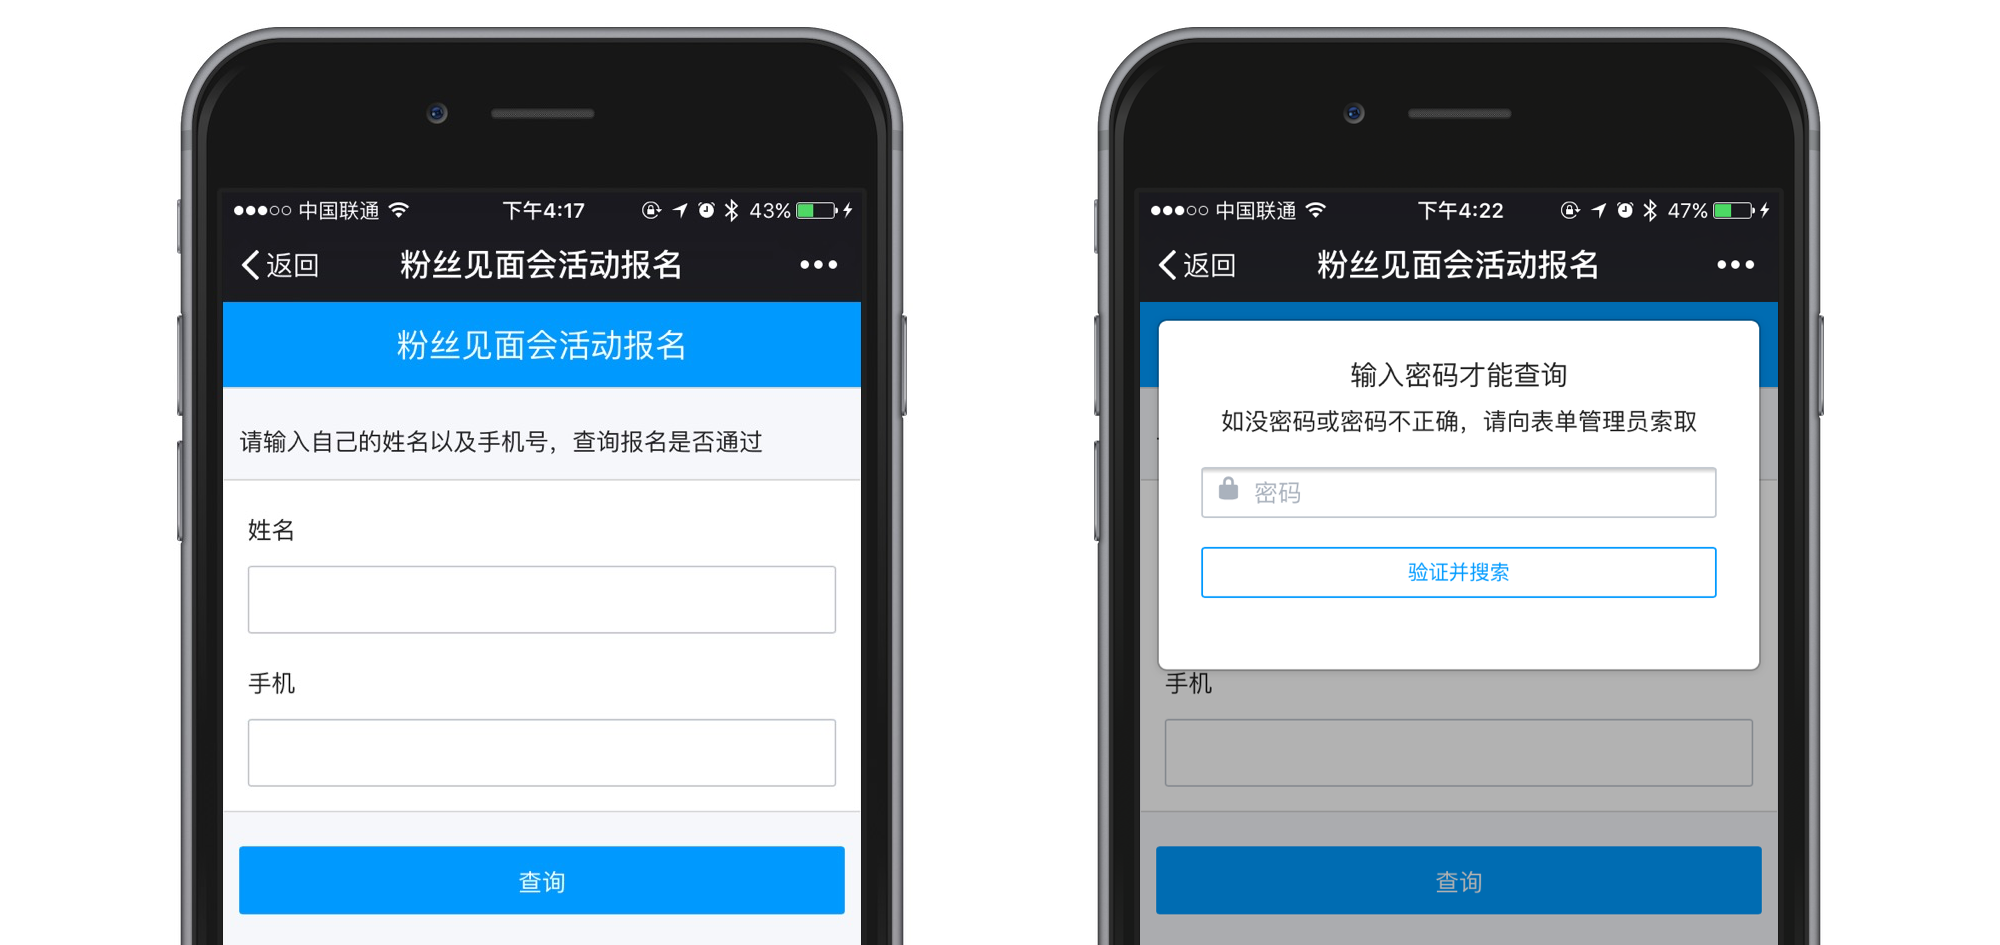 中国联通 下午4:17 43%
返回 粉丝见面会活动报名
粉丝见面会活动报名
请输入自己的姓名以及手机号，查询报名是否通过
姓名
手机
查询
中国联通 下午4:22 47%
返回 粉丝见面会活动报名
输入密码才能查询
如没密码或密码不正确，请向表单管理员索取
密码
验证并搜索
手机
查询